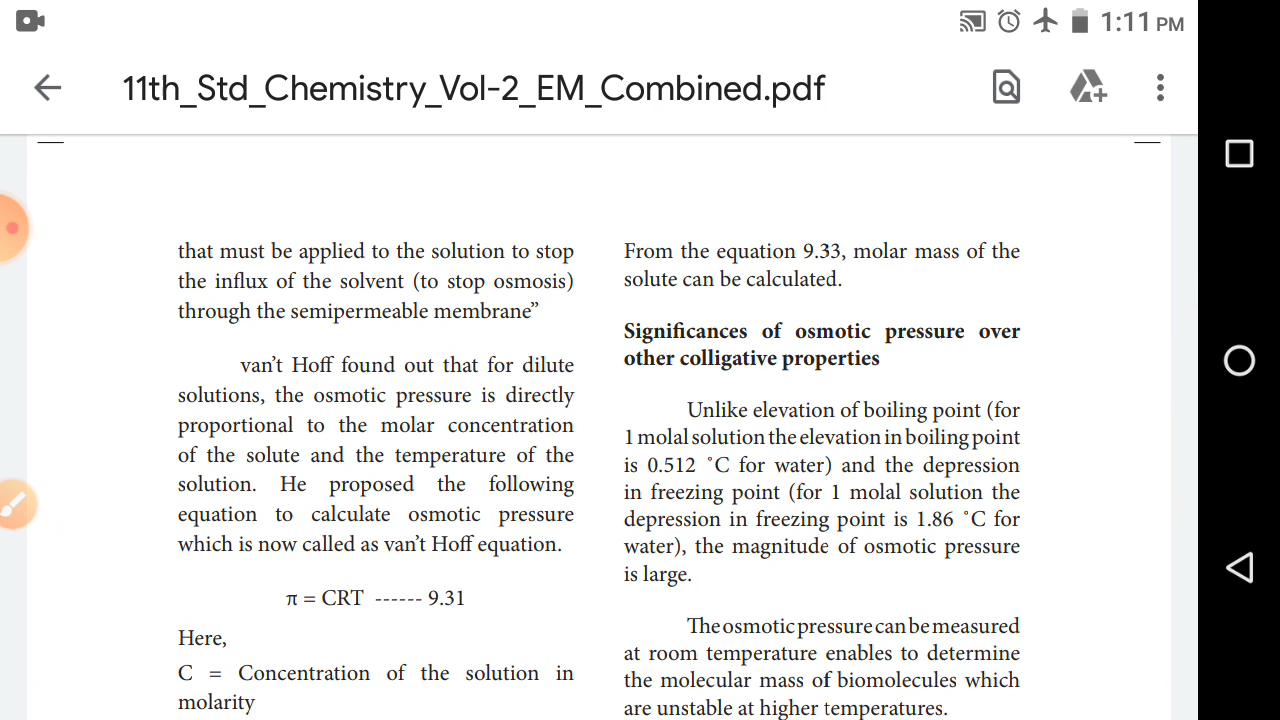 1:11 PM
11th_Std_Chemistry_Vol-2_EM_Combined.pdf
that must be applied to the solution to stop
the influx of the solvent (to stop osmosis)
through the semipermeable membrane”
van’t Hoff found out that for dilute
solutions, the osmotic pressure is directly
proportional to the molar concentration
of the solute and the temperature of the
solution. He proposed the following
equation to calculate osmotic pressure
which is now called as van’t Hoff equation.
π = CRT ------ 9.31
Here,
C = Concentration of the solution in
molarity
From the equation 9.33, molar mass of the
solute can be calculated.
Significances of osmotic pressure over
other colligative properties
Unlike elevation of boiling point (for
1 molal solution the elevation in boiling point
is 0.512 ˚C for water) and the depression
in freezing point (for 1 molal solution the
depression in freezing point is 1.86 ˚C for
water), the magnitude of osmotic pressure
is large.
The osmotic pressure can be measured
at room temperature enables to determine
the molecular mass of biomolecules which
are unstable at higher temperatures.